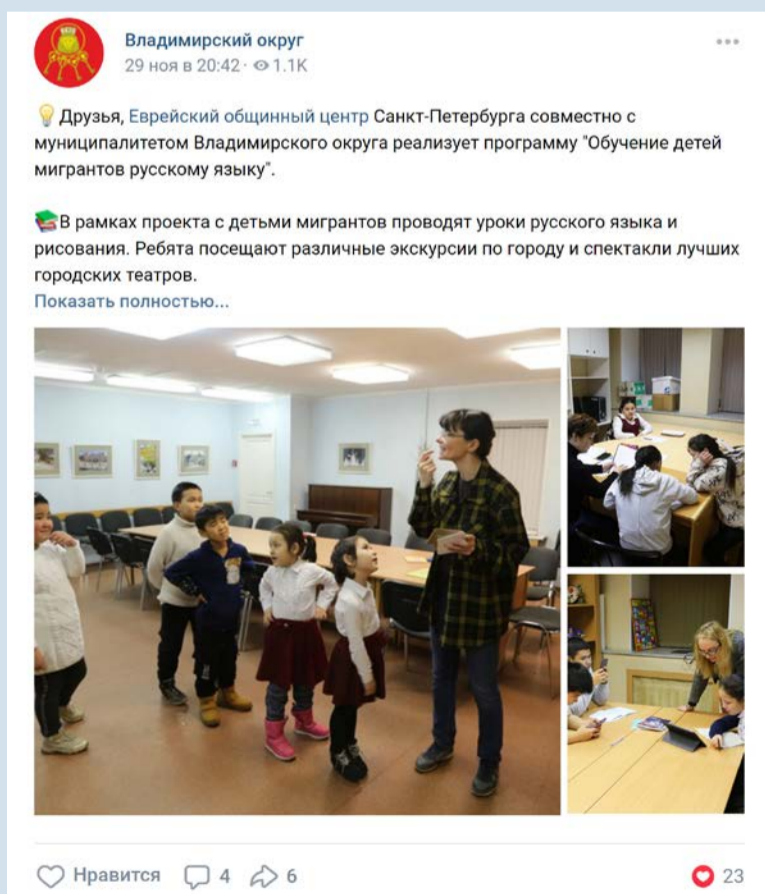 Владимирский округ
29 ноя в 20:42 · 1.1K
Друзья, Еврейский общинный центр Санкт-Петербурга совместно с
муниципалитетом Владимирского округа реализует программу "Обучение детей
мигрантов русскому языку".
В рамках проекта с детьми мигрантов проводят уроки русского языка и
рисования. Ребята посещают различные экскурсии по городу и спектакли лучших
городских театров.
Показать полностью...
Нравится 4 6 23